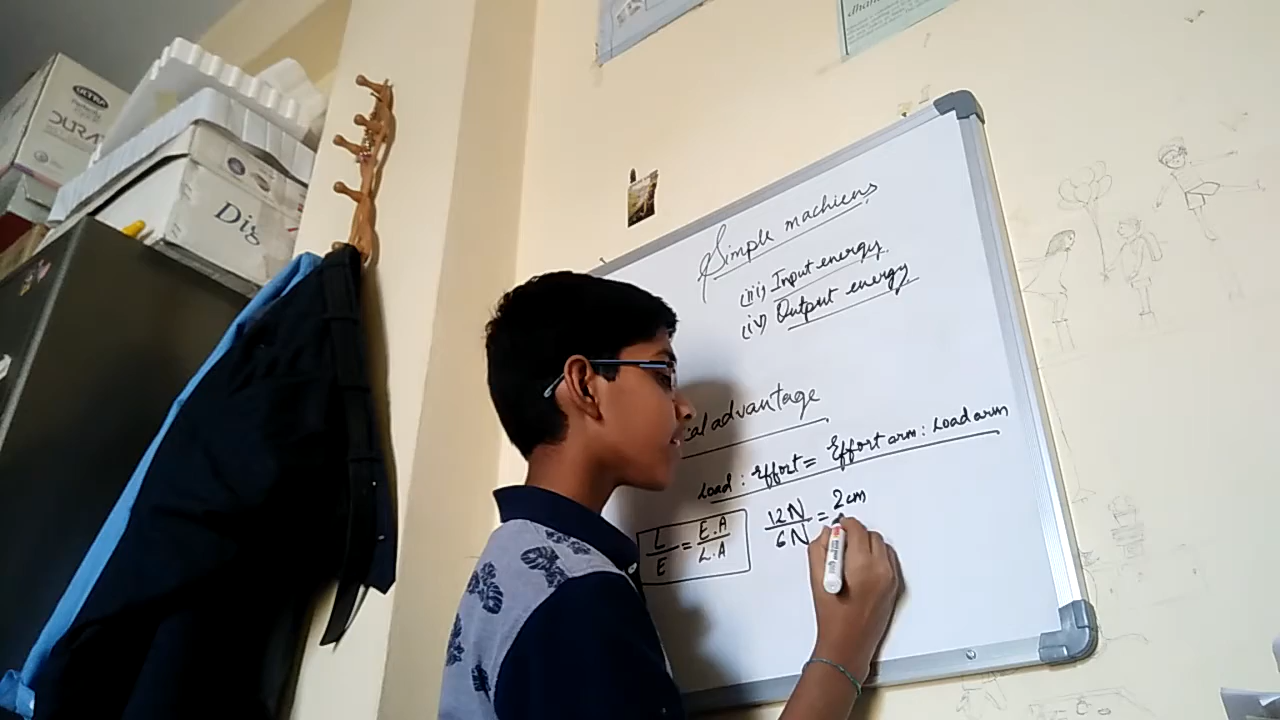 ULTRA
DURA
Dig
Simple machiens
(iii) Input energy.
(iv) Output energy
cal advantage
Load : Effort = Effort arm : Load arm
L/E = E.A/L.A
12N/6N = 2cm